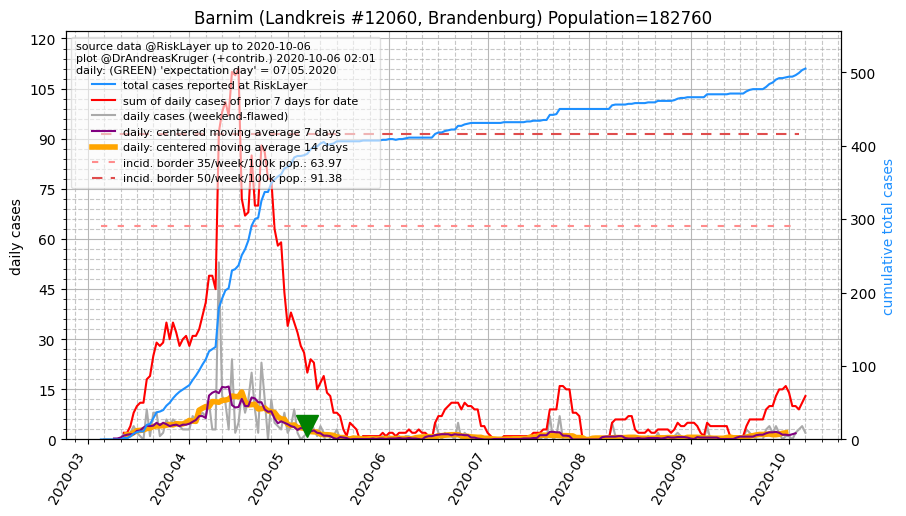 Barnim (Landkreis #12060, Brandenburg) Population=182760
source data @RiskLayer up to 2020-10-06
plot @DrAndreasKruger (+contrib.) 2020-10-06 02:01
daily: (GREEN) 'expectation day' = 07.05.2020
total cases reported at RiskLayer
sum of daily cases of prior 7 days for date
daily cases (weekend-flawed)
daily: centered moving average 7 days
daily: centered moving average 14 days
incid. border 35/week/100k pop.: 63.97
incid. border 50/week/100k pop.: 91.38
daily cases
120
105
90
75
60
45
30
15
0
500
400
300
200
100
0
cumulative total cases
2020-03
2020-04
2020-05
2020-06
2020-07
2020-08
2020-09
2020-10